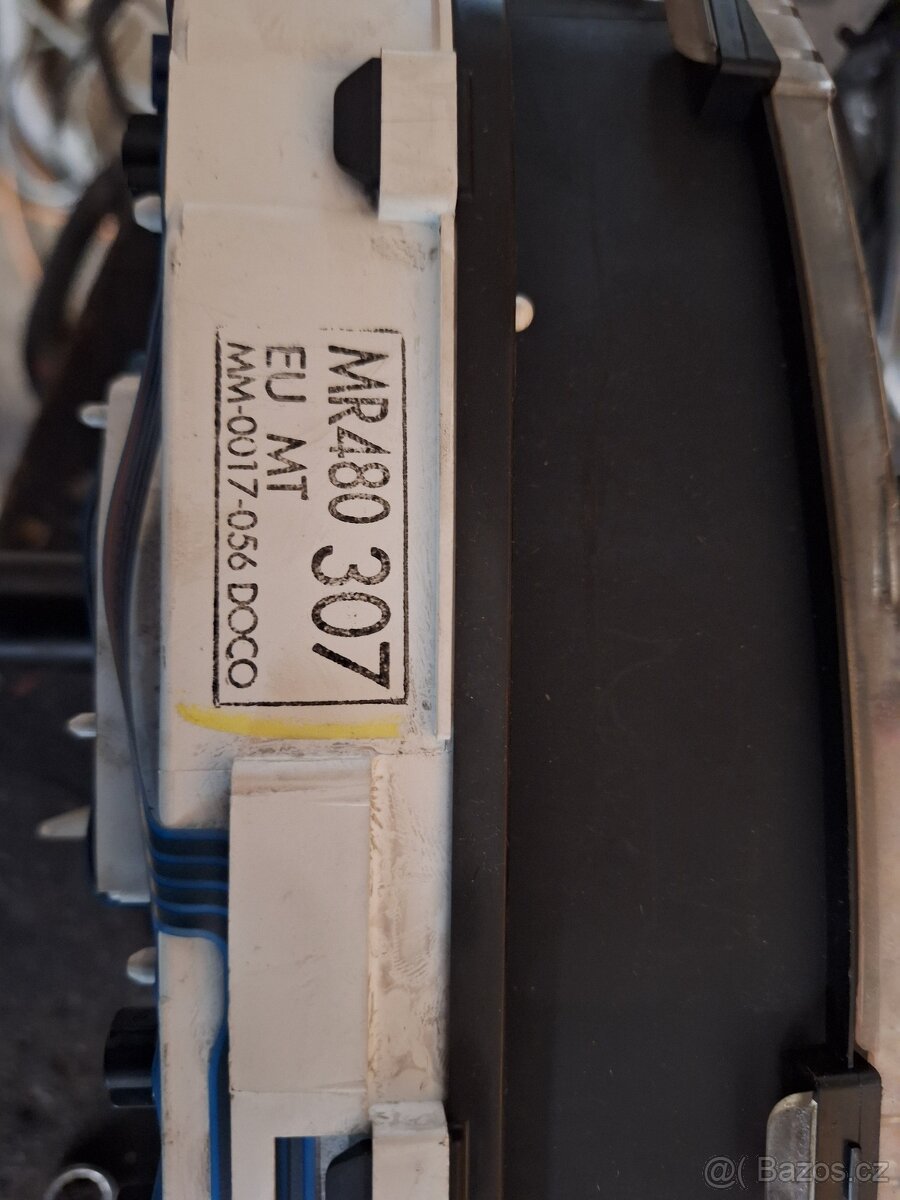 MR480 307
EU MT
MM-0017-056 DOCO
@( Bazos.cz